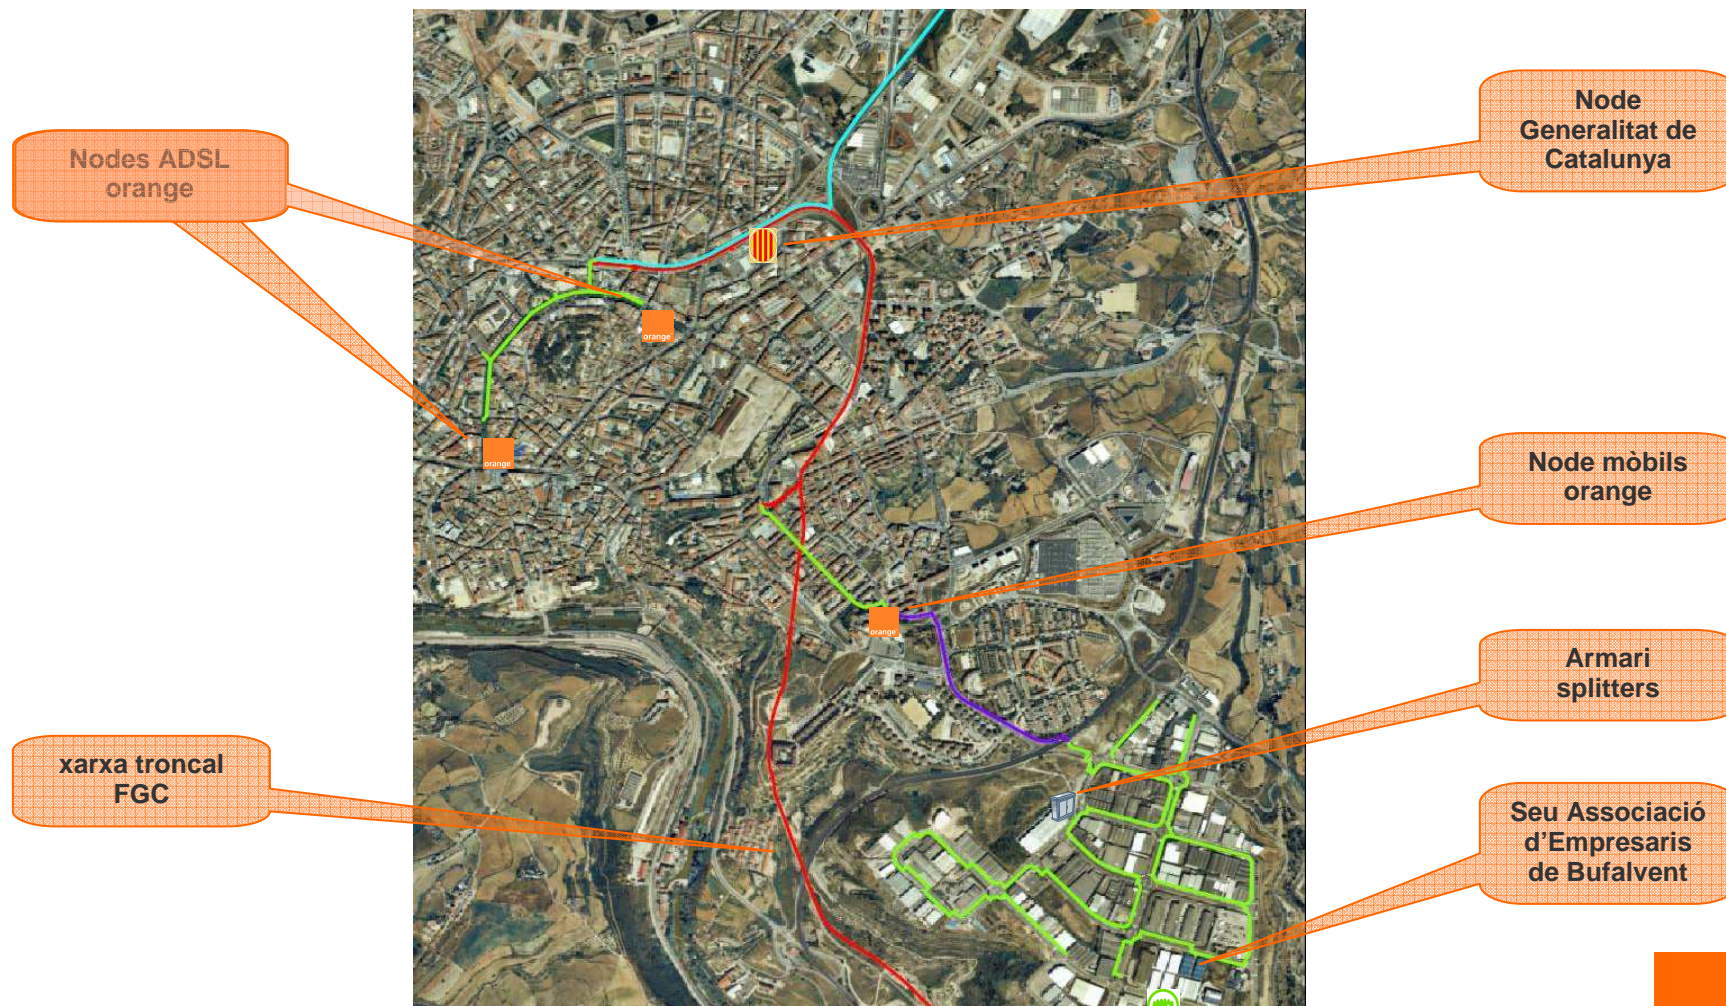 Nodes ADSL
orange
Node
Generalitat de
Catalunya
orange
orange
Node mòbils
orange
orange
Armari
splitters
xarxa troncal
FGC
Seu Associació
d’Empresaris
de Bufalvent